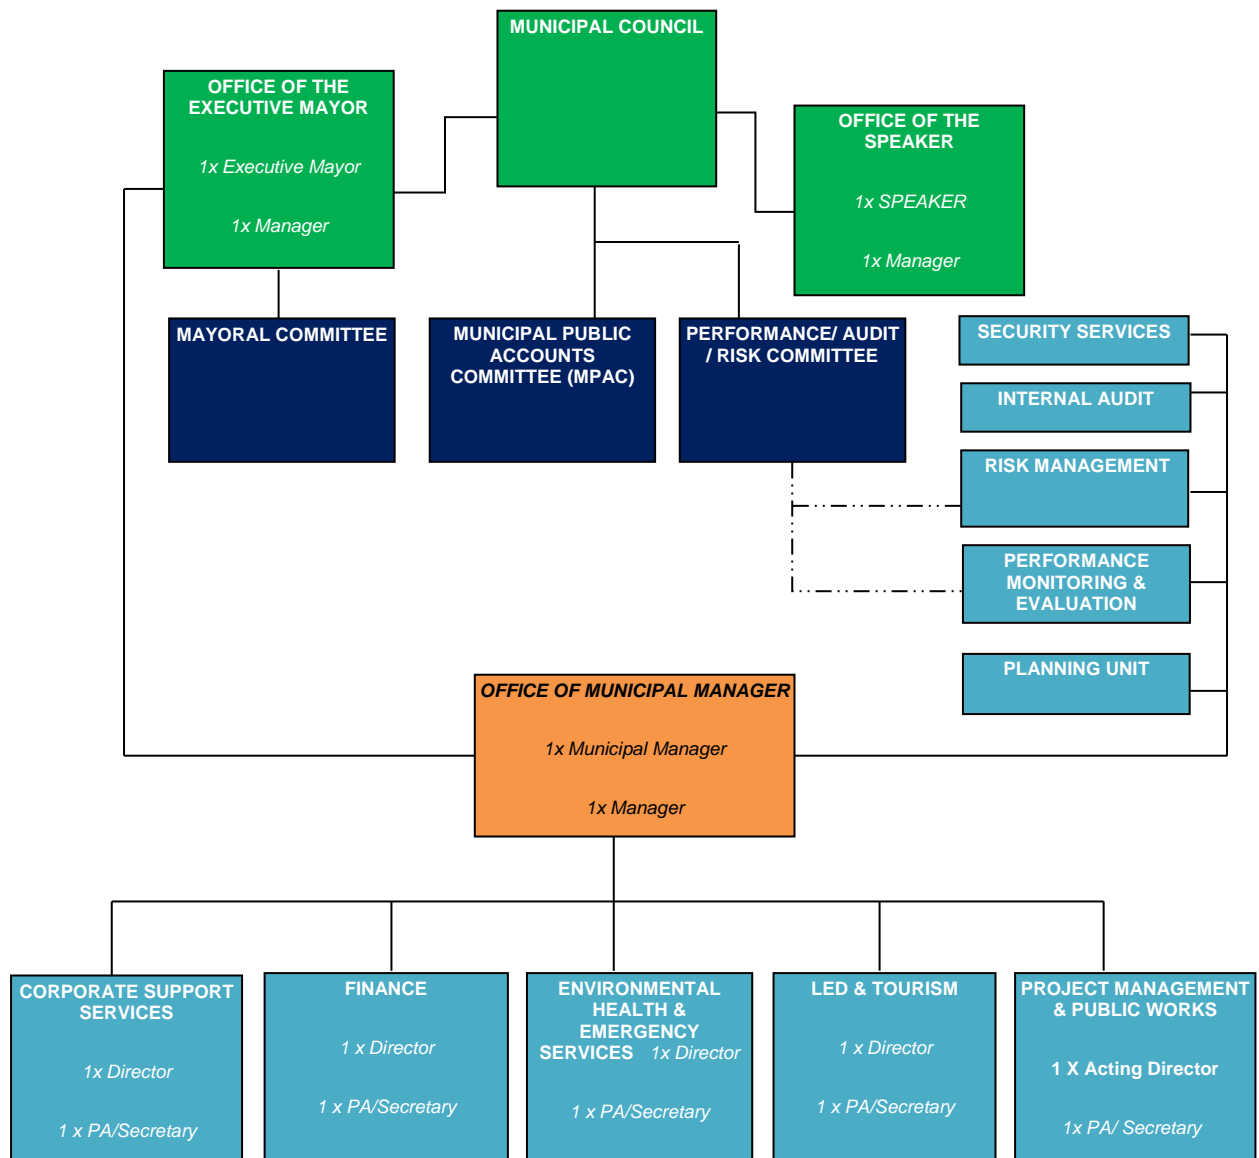 MUNICIPAL COUNCIL
OFFICE OF THE
EXECUTIVE MAYOR
1x Executive Mayor
1x Manager
OFFICE OF THE
SPEAKER
1x SPEAKER
1x Manager
MAYORAL COMMITTEE
MUNICIPAL PUBLIC
ACCOUNTS
COMMITTEE (MPAC)
PERFORMANCE/ AUDIT
/ RISK COMMITTEE
SECURITY SERVICES
INTERNAL AUDIT
RISK MANAGEMENT
PERFORMANCE
MONITORING &
EVALUATION
PLANNING UNIT
OFFICE OF MUNICIPAL MANAGER
1x Municipal Manager
1x Manager
CORPORATE SUPPORT
SERVICES
1x Director
1 x PA/Secretary
FINANCE
1 x Director
1 x PA/Secretary
ENVIRONMENTAL
HEALTH &
EMERGENCY
SERVICES 1x Director
1 x PA/Secretary
LED & TOURISM
1 x Director
1 x PA/Secretary
PROJECT MANAGEMENT
& PUBLIC WORKS
1 X Acting Director
1x PA/ Secretary